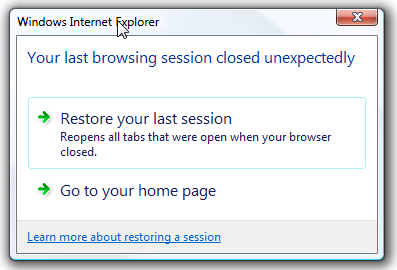 Windows Internet Explorer
Your last browsing session closed unexpectedly
Restore your last session
Reopens all tabs that were open when your browser
closed.
Go to your home page
Learn more about restoring a session